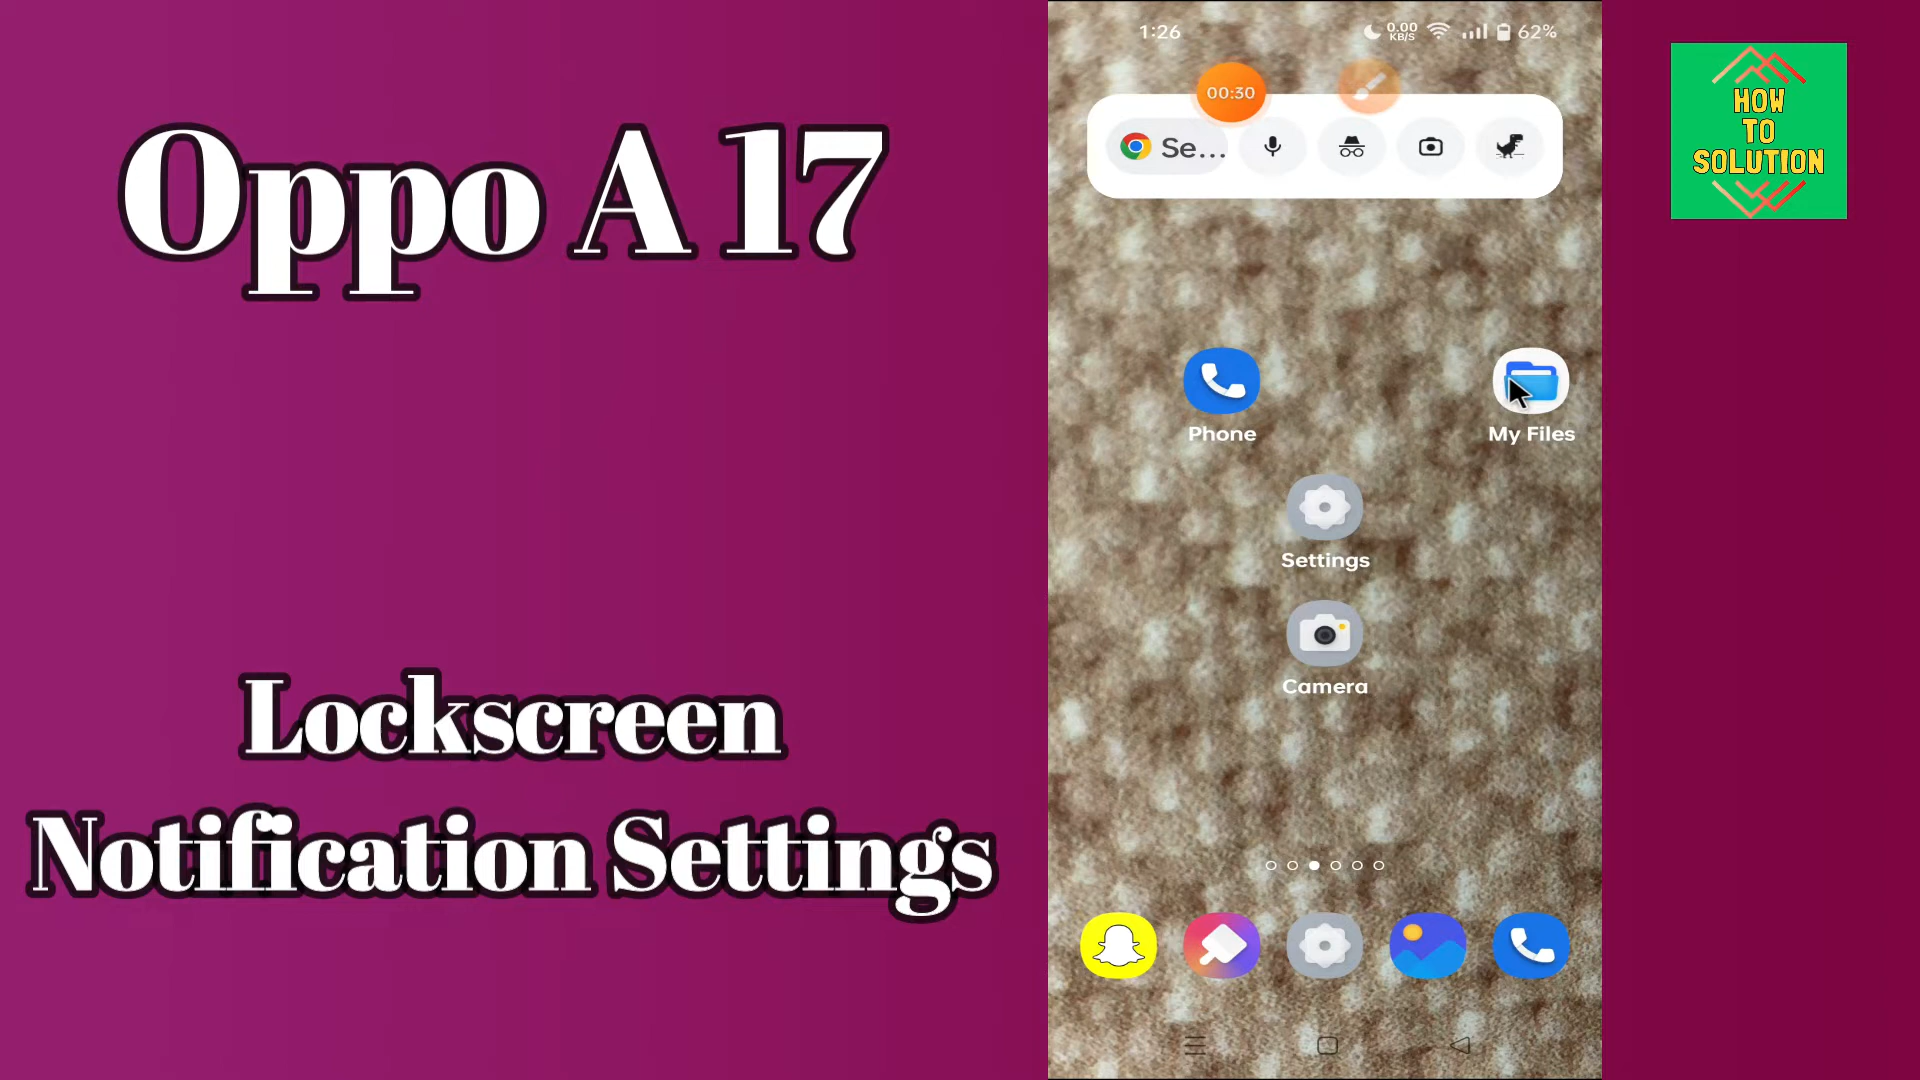 Oppo A 17
Lockscreen
Notification Settings
1:26
0.00
KB/S
62%
00:30
Se...
Phone
My Files
Settings
Camera
HOW
TO
SOLUTION